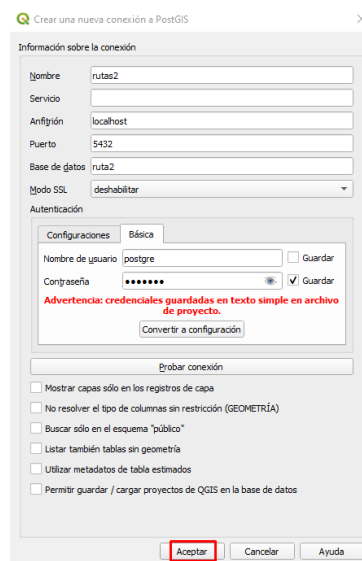 Crear una nueva conexión a PostGIS
Información sobre la conexión
Nombre rutas2
Servicio
Anfitrión localhost
Puerto 5432
Base de datos ruta2
Modo SSL deshabilitar
Autenticación
Configuraciones Básica
Nombre de usuario postgre Guardar
Contraseña ●●●●●●● Guardar
Advertencia: credenciales guardadas en texto simple en archivo
de proyecto.
Convertir a configuración
Probar conexión
Mostrar capas sólo en los registros de capa
No resolver el tipo de columnas sin restricción (GEOMETRÍA)
Buscar sólo en el esquema "público"
Listar también tablas sin geometría
Utilizar metadatos de tabla estimados
Permitir guardar / cargar proyectos de QGIS en la base de datos
Aceptar Cancelar Ayuda